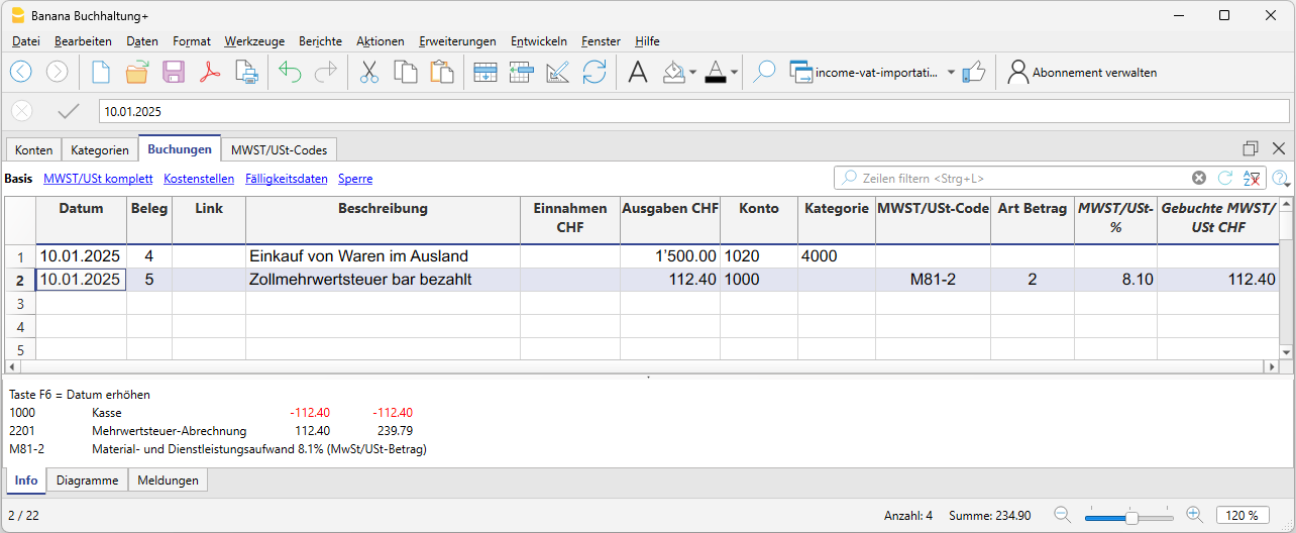 Banana Buchhaltung+
Datei Bearbeiten Daten Format Werkzeuge Berichte Aktionen Erweiterungen Entwickeln Fenster Hilfe
income-vat-importati... Abonnement verwalten
10.01.2025
Konten Kategorien Buchungen MWST/USt-Codes
Basis MWST/USt komplett Kostenstellen Fälligkeitsdaten Sperre Zeilen filtern <Strg+L>
Datum Beleg Link Beschreibung Einnahmen CHF Ausgaben CHF Konto Kategorie MWST/USt-Code Art Betrag MWST/USt-% Gebuchte MWST/USt CHF
1 10.01.2025 4 Einkauf von Waren im Ausland 1'500.00 1020 4000
2 10.01.2025 5 Zollmehrwertsteuer bar bezahlt 112.40 1000 M81-2 2 8.10 112.40
3
4
5
Taste F6 = Datum erhöhen
1000 Kasse -112.40 -112.40
2201 Mehrwertsteuer-Abrechnung 112.40 239.79
M81-2 Material- und Dienstleistungsaufwand 8.1% (MwSt/USt-Betrag)
Info Diagramme Meldungen
2 / 22 Anzahl: 4 Summe: 234.90 120 %